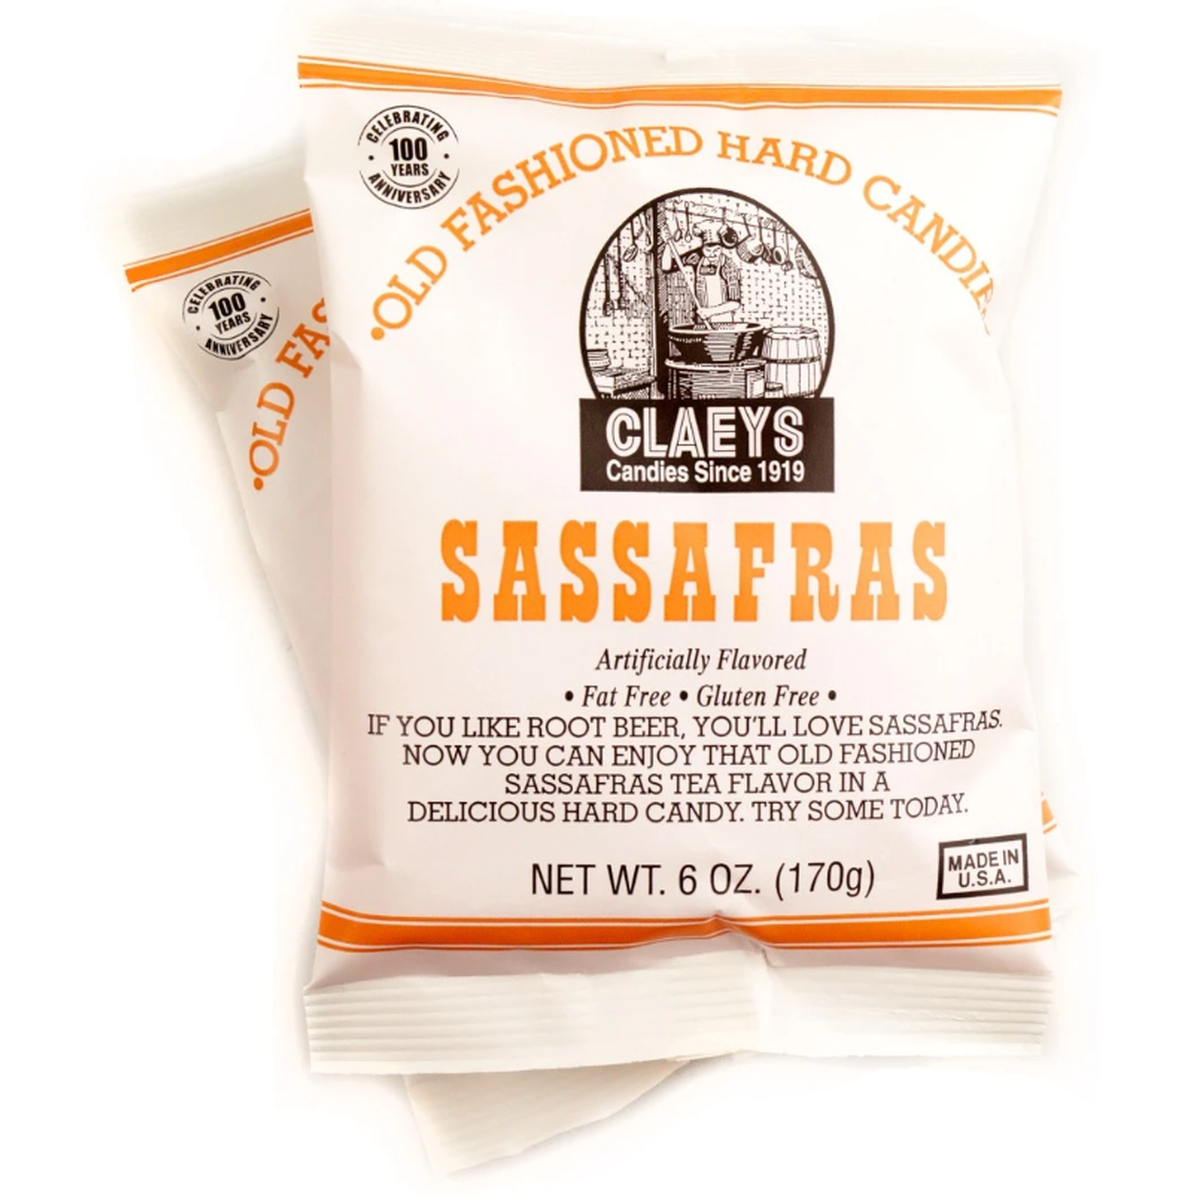 CELEBRATING
100
YEARS
ANNIVERSARY
•OLD FASHIONED HARD
CLAEYS
Candies Since 1919
SASSAFRAS
Artificially Flavored
• Fat Free • Gluten Free •
IF YOU LIKE ROOT BEER, YOU'LL LOVE SASSAFRAS.
NOW YOU CAN ENJOY THAT OLD FASHIONED
SASSAFRAS TEA FLAVOR IN A
DELICIOUS HARD CANDY. TRY SOME TODAY.
NET WT. 6 OZ. (170g)
MADE IN
U.S.A.
CELEBRATING
100
YEARS
ANNIVERSARY
•OLD FAS